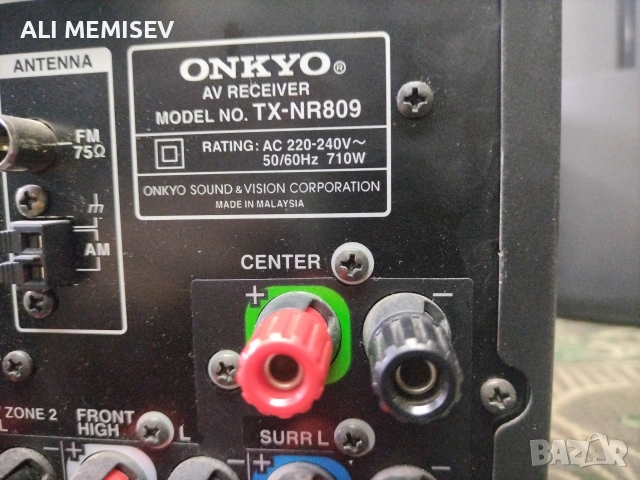 ALI MEMISEV
ANTENNA
FM
75Ω
AM
ONKYO®
AV RECEIVER
MODEL NO. TX-NR809
RATING: AC 220-240V~
50/60Hz 710W
ONKYO SOUND & VISION CORPORATION
MADE IN MALAYSIA
CENTER
+ −
ZONE 2
L
FRONT
HIGH
L
SURR L
+ − + −
BAZAR